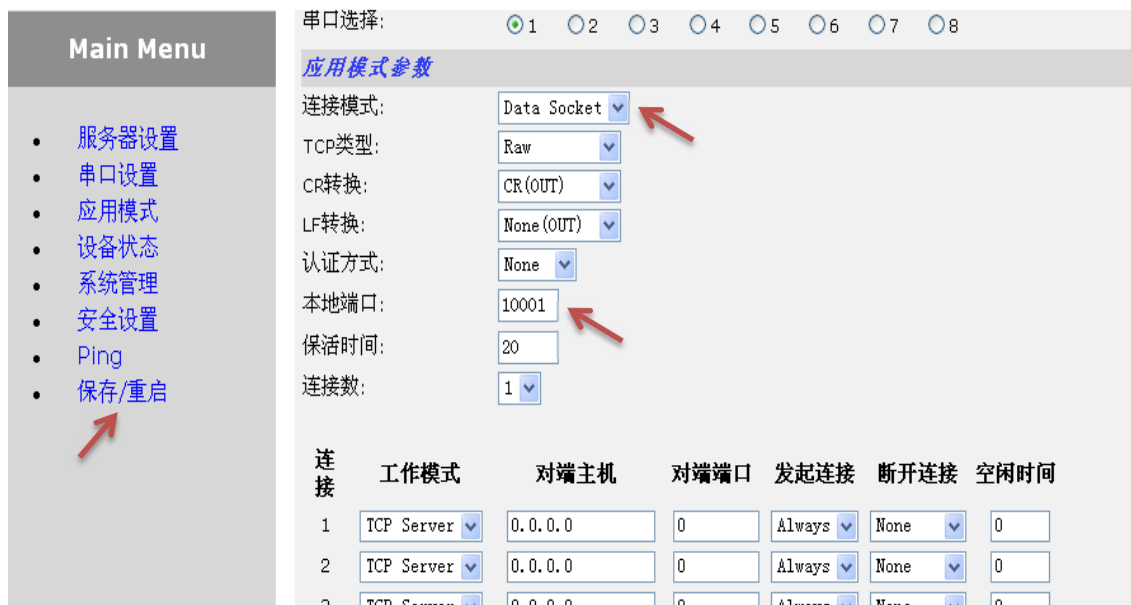 Main Menu
服务器设置
串口设置
应用模式
设备状态
系统管理
安全设置
Ping
保存/重启
串口选择: 1 2 3 4 5 6 7 8
应用模式参数
连接模式: Data Socket
TCP类型: Raw
CR转换: CR(OUT)
LF转换: None(OUT)
认证方式: None
本地端口: 10001
保活时间: 20
连接数: 1
连接 工作模式 对端主机 对端端口 发起连接 断开连接 空闲时间
1 TCP Server 0.0.0.0 0 Always None 0
2 TCP Server 0.0.0.0 0 Always None 0